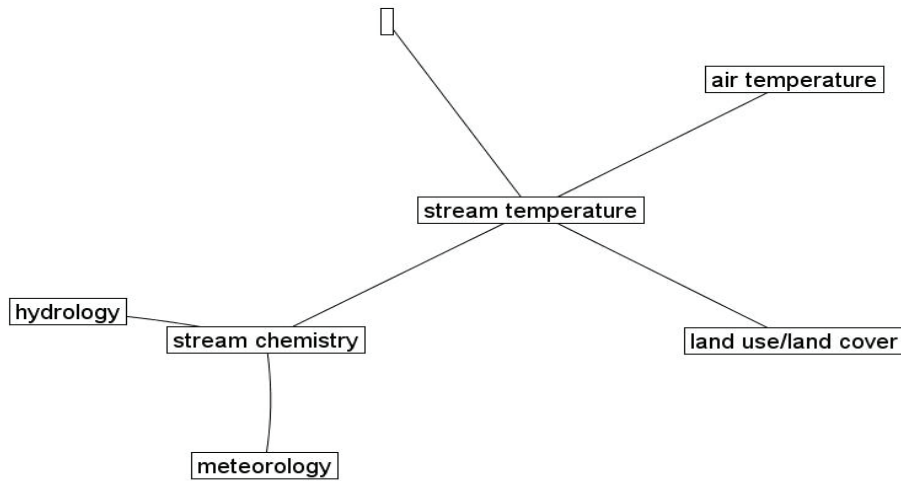 air temperature
stream temperature
hydrology
stream chemistry
land use/land cover
meteorology